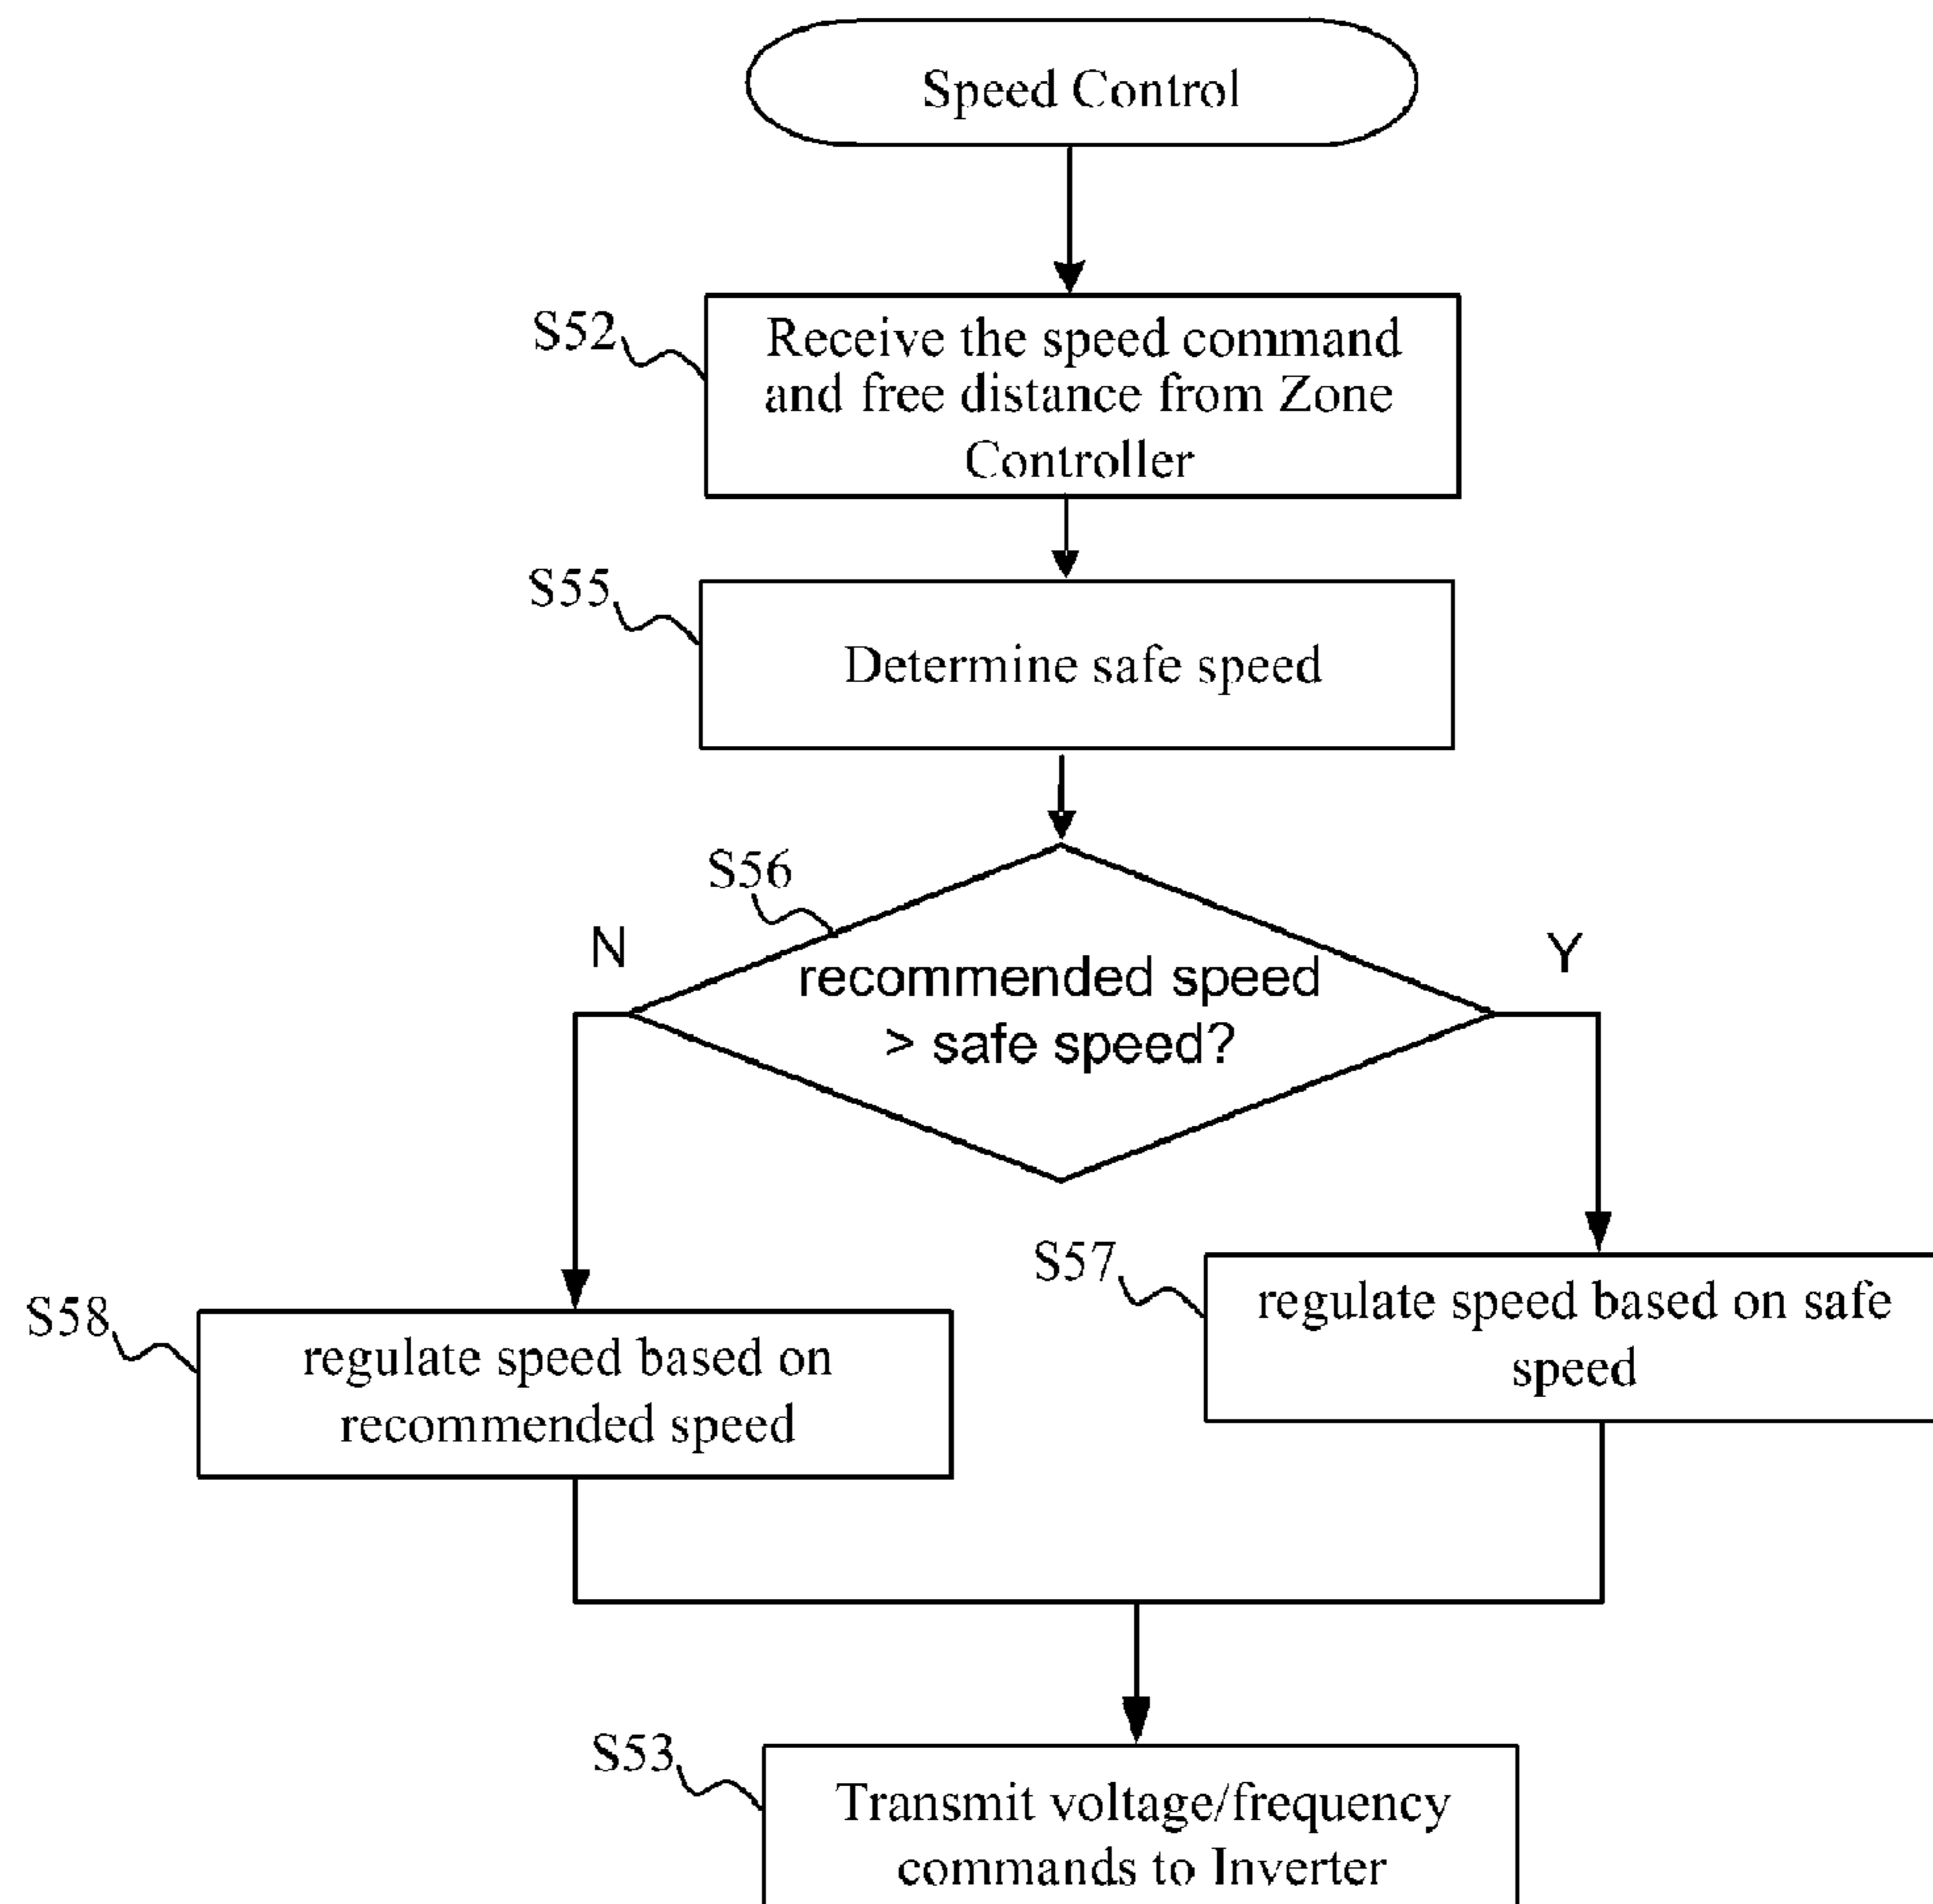 Speed Control
S52
Receive the speed command
and free distance from Zone
Controller
S55
Determine safe speed
S56
N
Y
recommended speed
> safe speed?
S57
regulate speed based on safe
speed
S58
regulate speed based on
recommended speed
S53
Transmit voltage/frequency
commands to Inverter